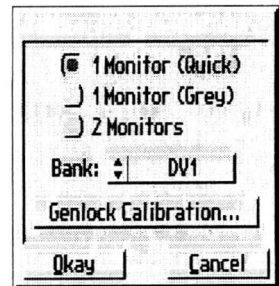 1 Monitor (Quick)
1 Monitor (Grey)
2 Monitors
Bank: DV1
Genlock Calibration...
Okay Cancel